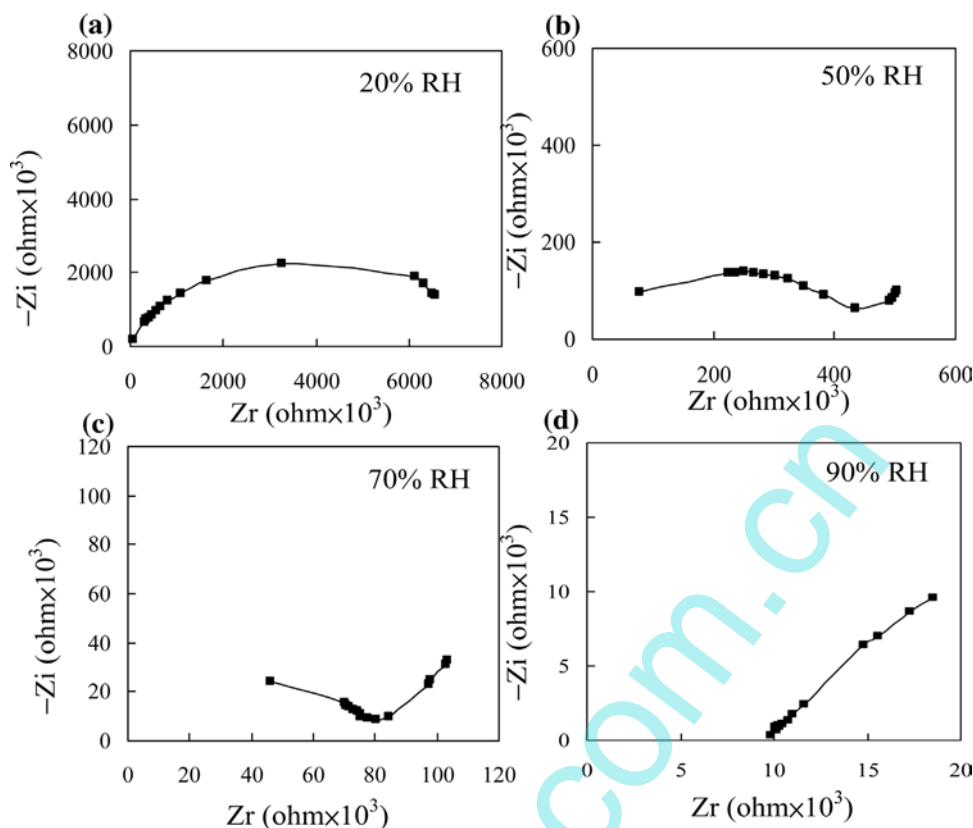 (a)
8000
6000
4000
2000
0
0 2000 4000 6000 8000
20% RH
−Zi (ohm×10³)
Zr (ohm×10³)
(b)
600
400
200
0
0 200 400 600
50% RH
−Zi (ohm×10³)
Zr (ohm×10³)
(c)
120
100
80
60
40
20
0
0 20 40 60 80 100 120
70% RH
−Zi (ohm×10³)
Zr (ohm×10³)
(d)
20
15
10
5
0
0 5 10 15 20
90% RH
−Zi (ohm×10³)
Zr (ohm×10³)
com.cn